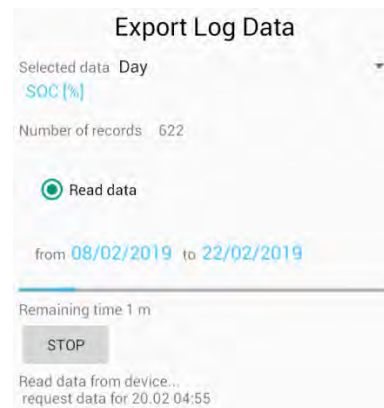 Export Log Data
Selected data Day
SOC [%]
Number of records 622
Read data
from 08/02/2019 to 22/02/2019
Remaining time 1 m
STOP
Read data from device...
request data for 20.02 04:55